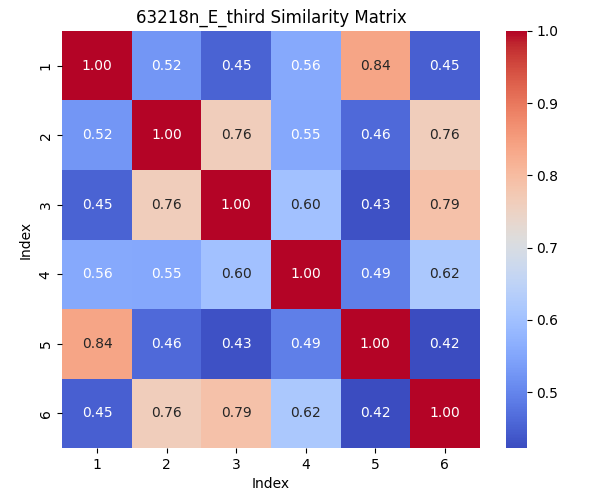 63218n_E_third Similarity Matrix
1 1.00 0.52 0.45 0.56 0.84 0.45
2 0.52 1.00 0.76 0.55 0.46 0.76
3 0.45 0.76 1.00 0.60 0.43 0.79
4 0.56 0.55 0.60 1.00 0.49 0.62
5 0.84 0.46 0.43 0.49 1.00 0.42
6 0.45 0.76 0.79 0.62 0.42 1.00
1 2 3 4 5 6
Index
Index
1.0
0.9
0.8
0.7
0.6
0.5